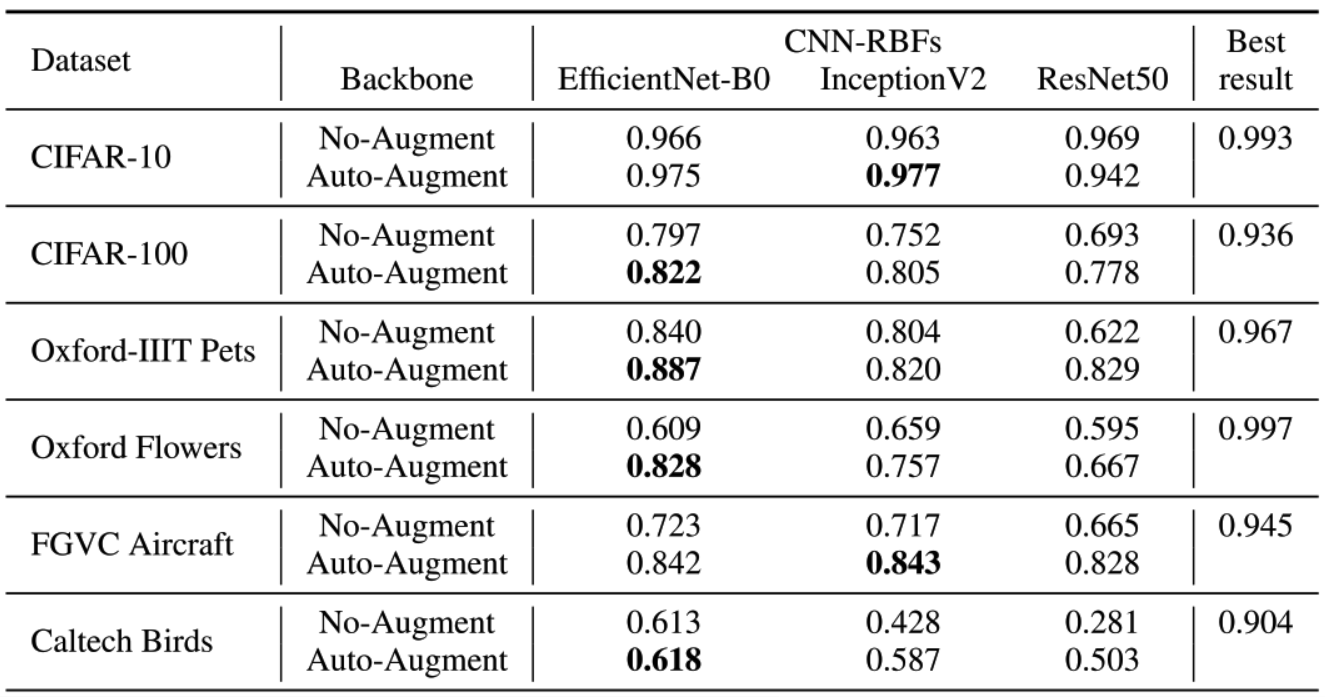 Dataset Backbone CNN-RBFs Best result
EfficientNet-B0 InceptionV2 ResNet50
CIFAR-10 No-Augment 0.966 0.963 0.969 0.993
Auto-Augment 0.975 0.977 0.942
CIFAR-100 No-Augment 0.797 0.752 0.693 0.936
Auto-Augment 0.822 0.805 0.778
Oxford-IIIT Pets No-Augment 0.840 0.804 0.622 0.967
Auto-Augment 0.887 0.820 0.829
Oxford Flowers No-Augment 0.609 0.659 0.595 0.997
Auto-Augment 0.828 0.757 0.667
FGVC Aircraft No-Augment 0.723 0.717 0.665 0.945
Auto-Augment 0.842 0.843 0.828
Caltech Birds No-Augment 0.613 0.428 0.281 0.904
Auto-Augment 0.618 0.587 0.503